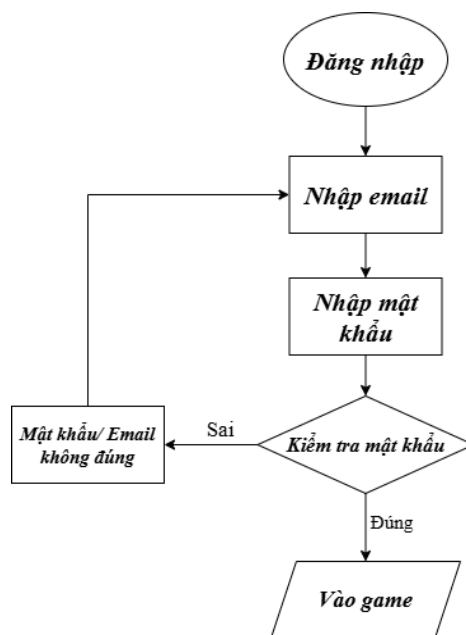 Đăng nhập
Nhập email
Nhập mật
khẩu
Mật khẩu/ Email
không đúng
Sai
Kiểm tra mật khẩu
Đúng
Vào game